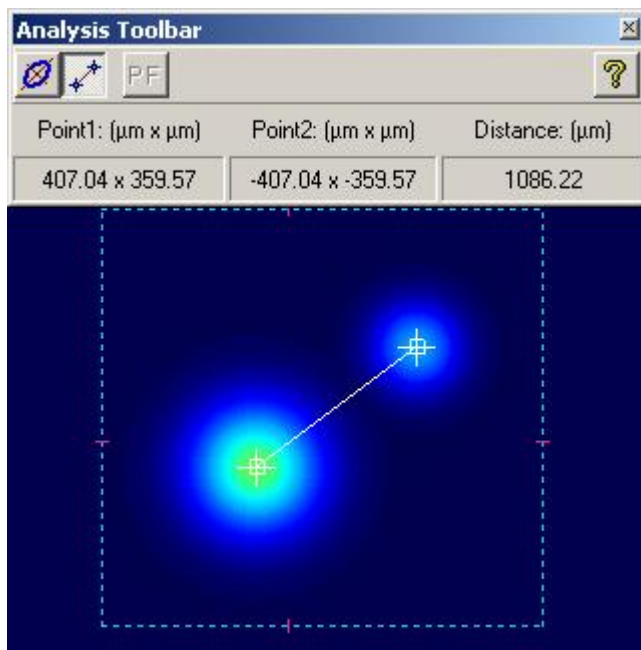 Analysis Toolbar
PF
Point1: (µm x µm) Point2: (µm x µm) Distance: (µm)
407.04 x 359.57 -407.04 x -359.57 1086.22